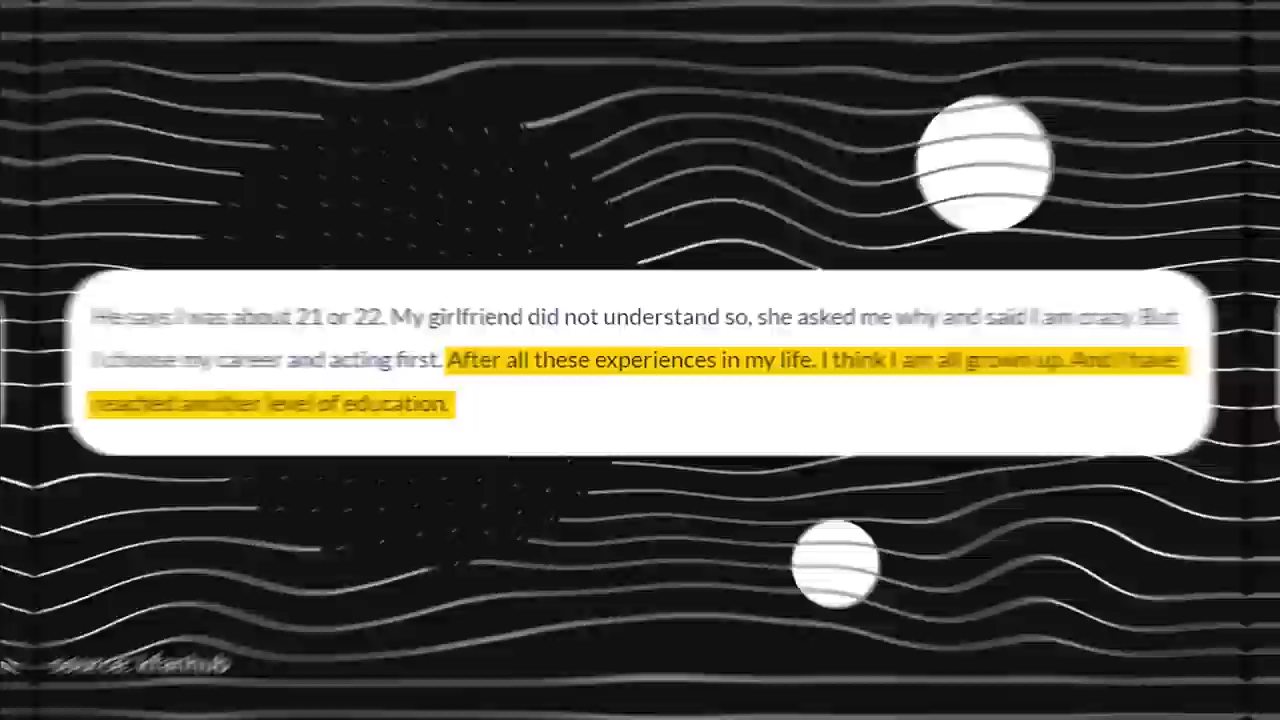 He says I was about 21 or 22. My girlfriend did not understand so, she asked me why and said I am crazy. But
I choose my career and acting first. After all these experiences in my life. I think I am all grown up. And I have
reached another level of education.
source: